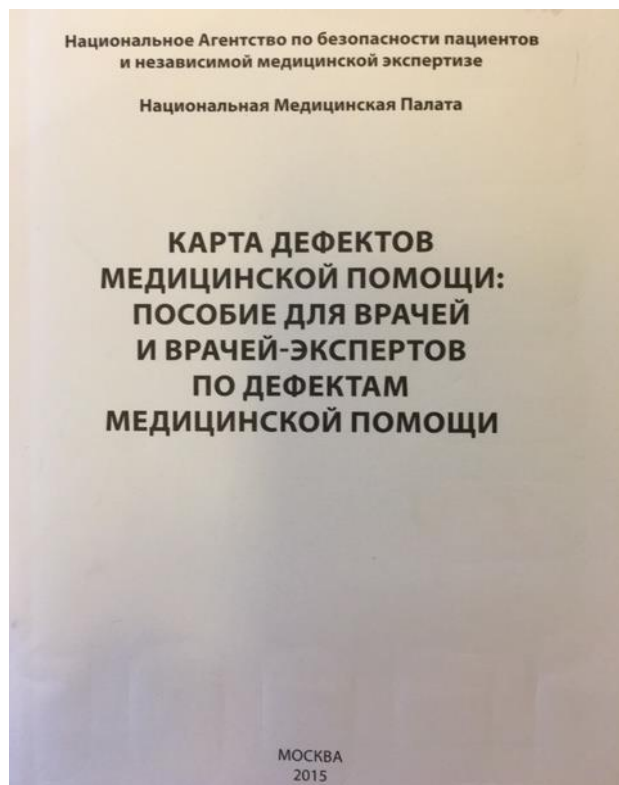 Национальное Агентство по безопасности пациентов
и независимой медицинской экспертизе
Национальная Медицинская Палата
КАРТА ДЕФЕКТОВ
МЕДИЦИНСКОЙ ПОМОЩИ:
ПОСОБИЕ ДЛЯ ВРАЧЕЙ
И ВРАЧЕЙ-ЭКСПЕРТОВ
ПО ДЕФЕКТАМ
МЕДИЦИНСКОЙ ПОМОЩИ
МОСКВА
2015